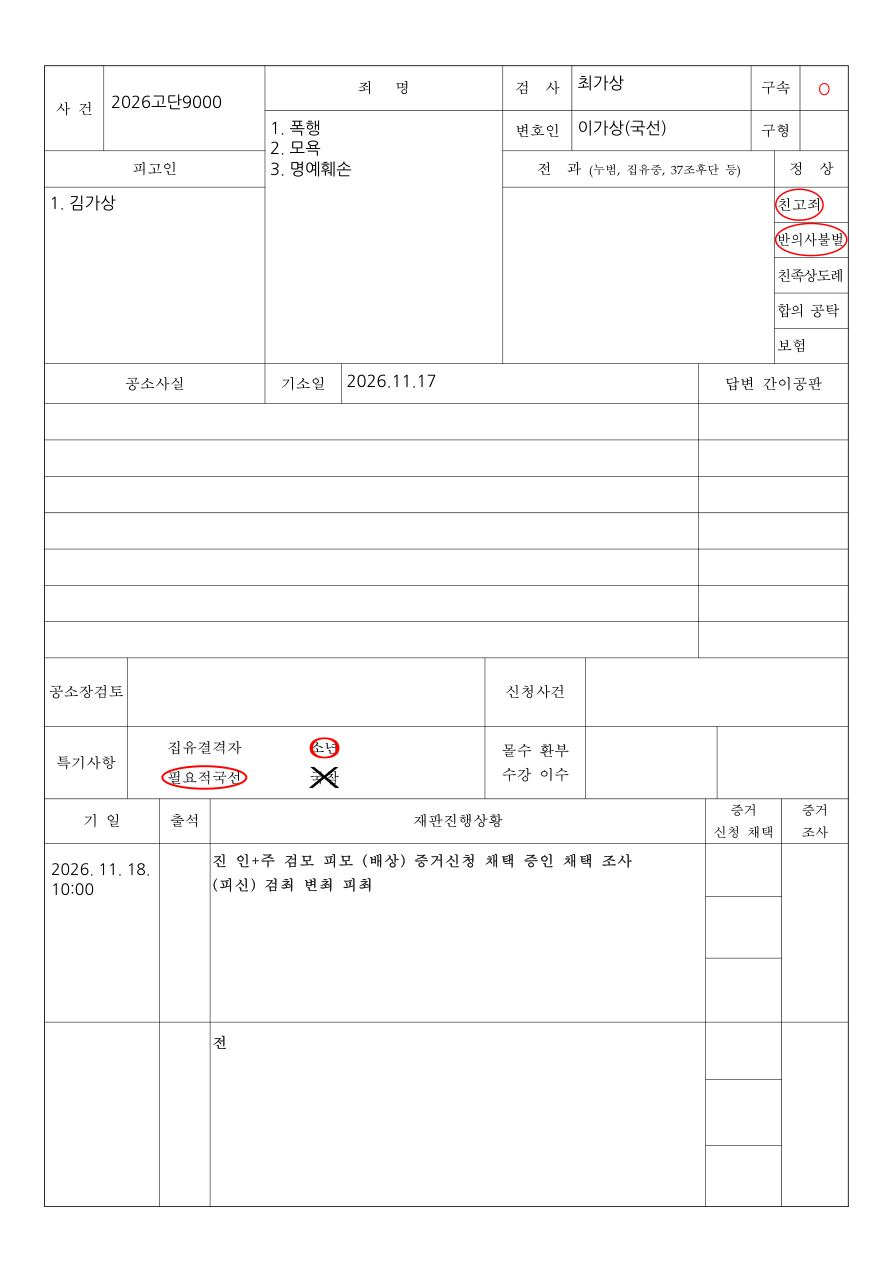 사 건
2026고단9000
죄 명
검 사
최가상
구속
○
1. 폭행
2. 모욕
3. 명예훼손
변호인
이가상(국선)
구형
피고인
전 과 (누범, 집유중, 37조후단 등)
정 상
1. 김가상
친고죄
반의사불벌
친족상도례
합의 공탁
보험
공소사실
기소일
2026.11.17
답변 간이공판
공소장검토
신청사건
특기사항
집유결격자
소년
필요적국선
몰수 환부
수강 이수
기 일
출석
재판진행상황
증거
신청 채택
증거
조사
2026. 11. 18.
10:00
진 인+주 검모 피모 (배상) 증거신청 채택 증인 채택 조사
(피신) 검최 변최 피최
전